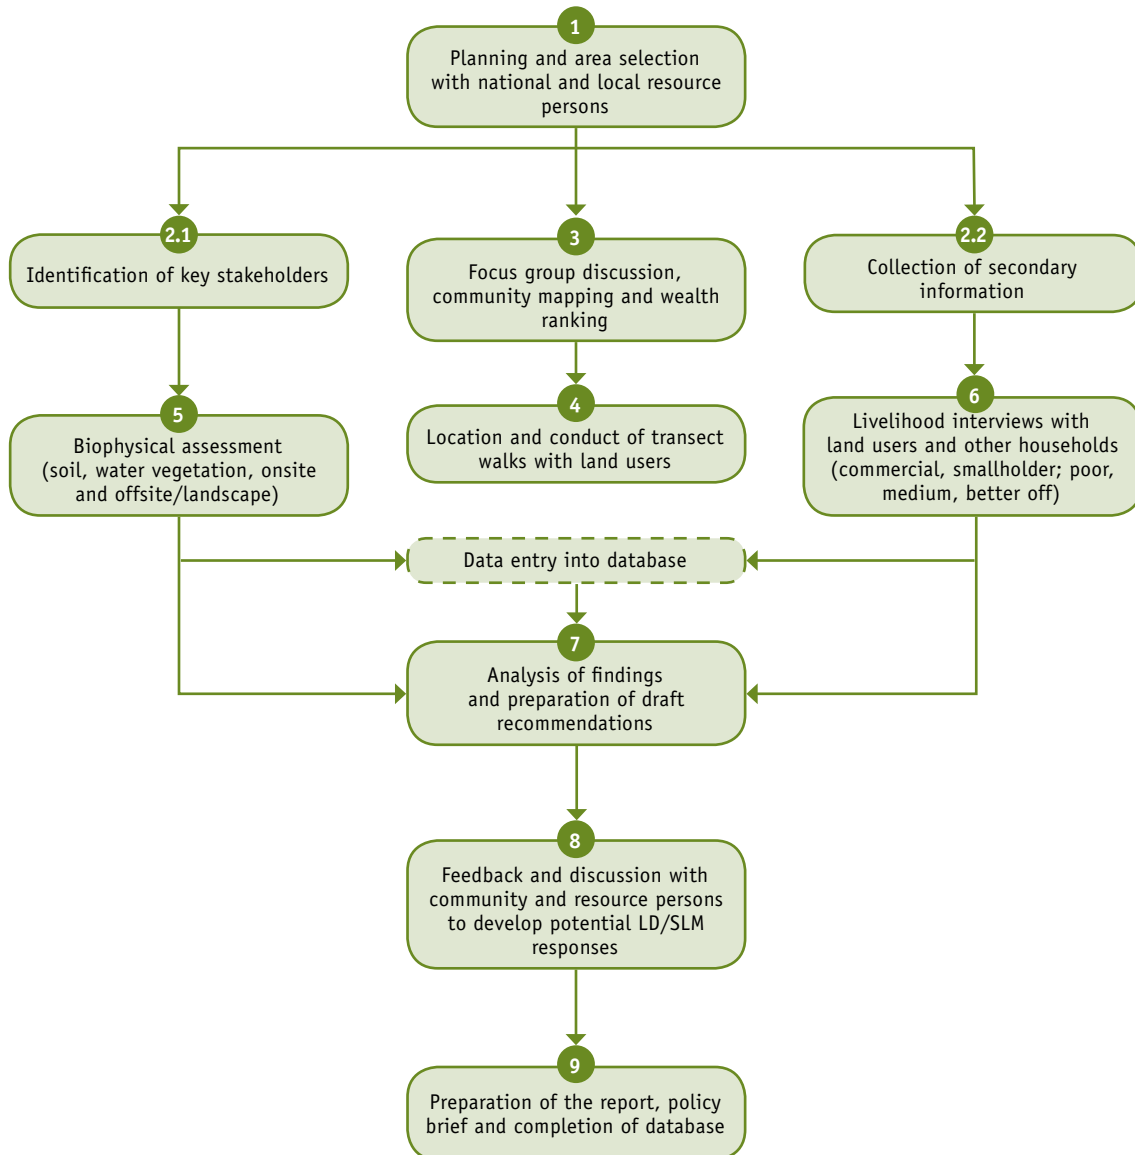 1
Planning and area selection
with national and local resource
persons
2.1
Identification of key stakeholders
3
Focus group discussion,
community mapping and wealth
ranking
2.2
Collection of secondary
information
5
Biophysical assessment
(soil, water vegetation, onsite
and offsite/landscape)
4
Location and conduct of transect
walks with land users
6
Livelihood interviews with
land users and other households
(commercial, smallholder; poor,
medium, better off)
Data entry into database
7
Analysis of findings
and preparation of draft
recommendations
8
Feedback and discussion with
community and resource persons
to develop potential LD/SLM
responses
9
Preparation of the report, policy
brief and completion of database